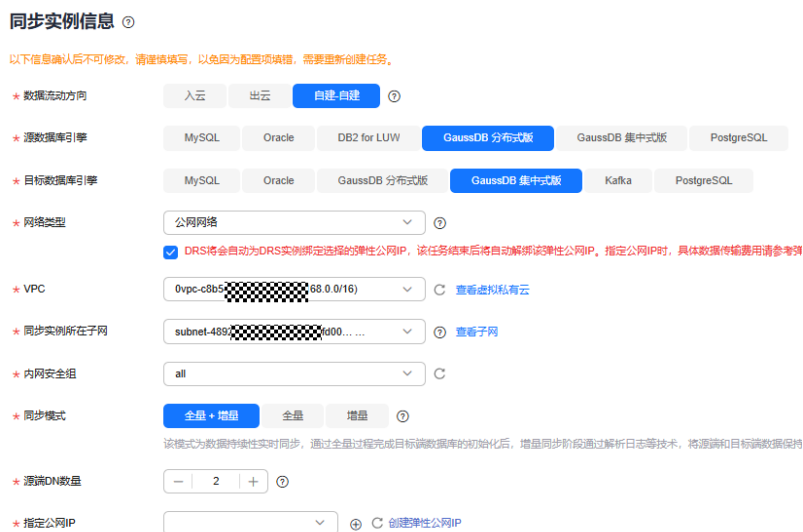 同步实例信息
以下信息确认后不可修改，请谨慎填写，以免因为配置项填错，需要重新创建任务。
* 数据流动方向 入云 出云 自建-自建
* 源数据库引擎 MySQL Oracle DB2 for LUW GaussDB 分布式版 GaussDB 集中式版 PostgreSQL
* 目标数据库引擎 MySQL Oracle GaussDB 分布式版 GaussDB 集中式版 Kafka PostgreSQL
* 网络类型 公网网络
DRS将会自动为DRS实例绑定选择的弹性公网IP，该任务结束后将自动解绑该弹性公网IP。指定公网IP时，具体数据传输费用请参考弹
* VPC 0vpc-c8b5 68.0.0/16) 查看虚拟私有云
* 同步实例所在子网 subnet-4892 fd00... ... 查看子网
* 内网安全组 all
* 同步模式 全量 + 增量 全量 增量
该模式为数据持续性实时同步，通过全量过程完成目标端数据库的初始化后，增量同步阶段通过解析日志等技术，将源端和目标端数据保持
* 源端DN数量 − 2 +
* 指定公网IP 创建弹性公网IP